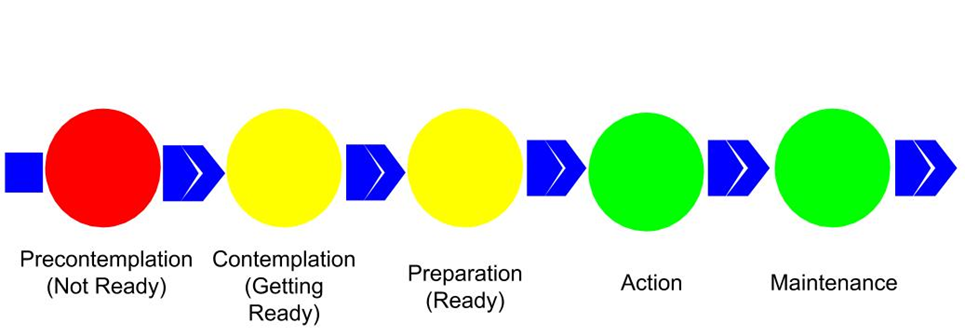 Precontemplation
(Not Ready)
Contemplation
(Getting
Ready)
Preparation
(Ready)
Action
Maintenance